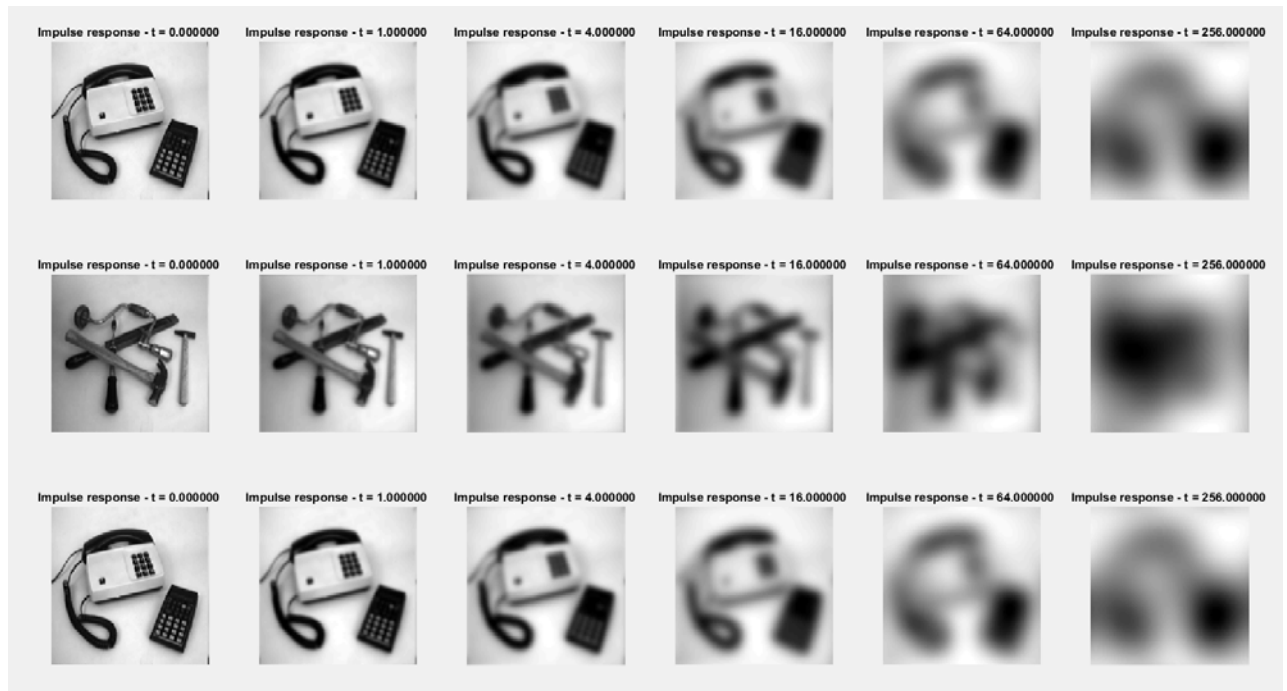 Impulse response - t = 0.000000 Impulse response - t = 1.000000 Impulse response - t = 4.000000 Impulse response - t = 16.000000 Impulse response - t = 64.000000 Impulse response - t = 256.000000
Impulse response - t = 0.000000 Impulse response - t = 1.000000 Impulse response - t = 4.000000 Impulse response - t = 16.000000 Impulse response - t = 64.000000 Impulse response - t = 256.000000
Impulse response - t = 0.000000 Impulse response - t = 1.000000 Impulse response - t = 4.000000 Impulse response - t = 16.000000 Impulse response - t = 64.000000 Impulse response - t = 256.000000